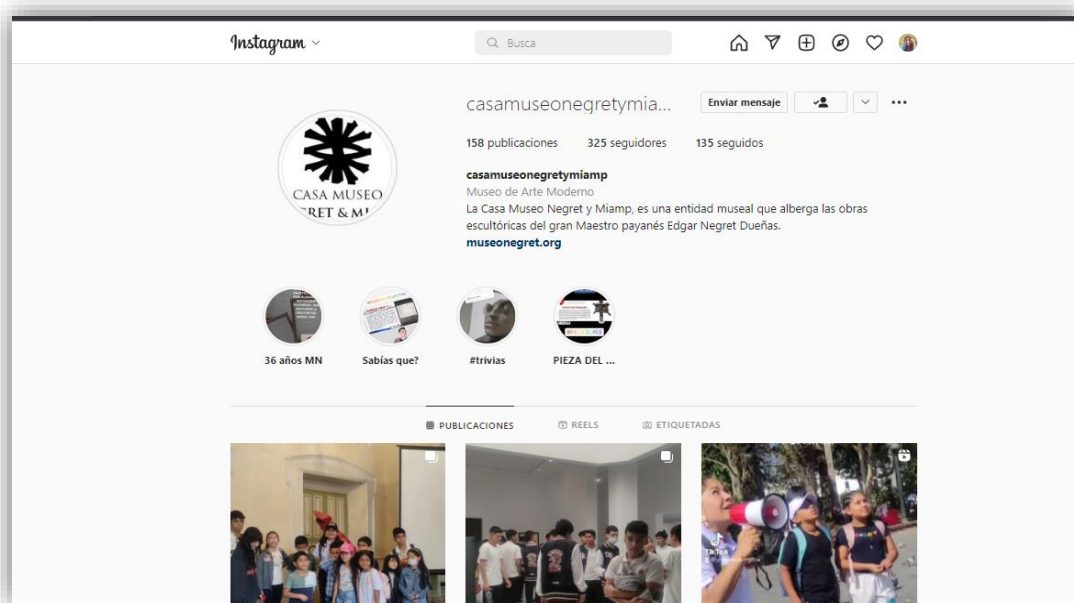 Instagram
Busca
casamuseonegretymia...
Enviar mensaje
158 publicaciones 325 seguidores 135 seguidos
casamuseonegretymiamp
Museo de Arte Moderno
La Casa Museo Negret y Miamp, es una entidad museal que alberga las obras
escultóricas del gran Maestro payanés Edgar Negret Dueñas.
museonegret.org
CASA MUSEO
GRET & MI
36 años MN Sabías que? #trivias PIEZA DEL ...
PUBLICACIONES REELS ETIQUETADAS
TikTok